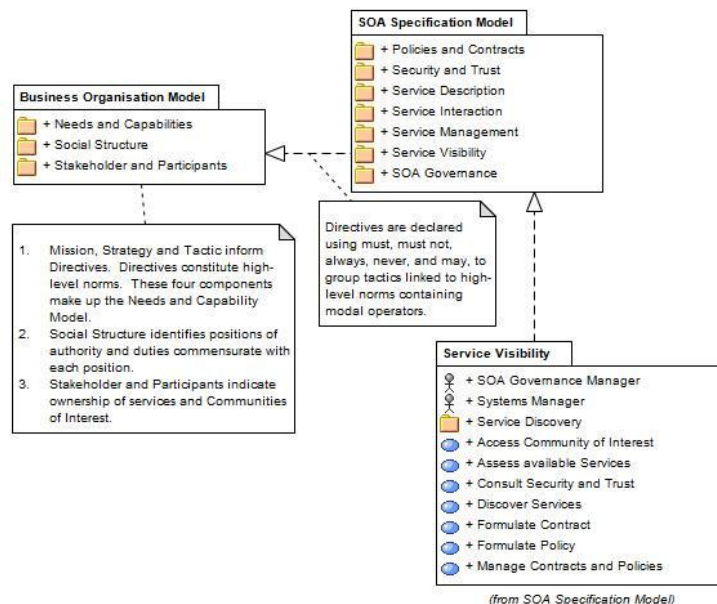 SOA Specification Model
+ Policies and Contracts
+ Security and Trust
+ Service Description
+ Service Interaction
+ Service Management
+ Service Visibility
+ SOA Governance
Business Organisation Model
+ Needs and Capabilities
+ Social Structure
+ Stakeholder and Participants
1. Mission, Strategy and Tactic inform
Directives. Directives constitute high-
level norms. These four components
make up the Needs and Capability
Model.
2. Social Structure identifies positions of
authority and duties commensurate with
each position.
3. Stakeholder and Participants indicate
ownership of services and Communities
of Interest.
Directives are declared
using must, must not,
always, never, and may, to
group tactics linked to high-
level norms containing
modal operators.
Service Visibility
+ SOA Governance Manager
+ Systems Manager
+ Service Discovery
+ Access Community of Interest
+ Assess available Services
+ Consult Security and Trust
+ Discover Services
+ Formulate Contract
+ Formulate Policy
+ Manage Contracts and Policies
(from SOA Specification Model)